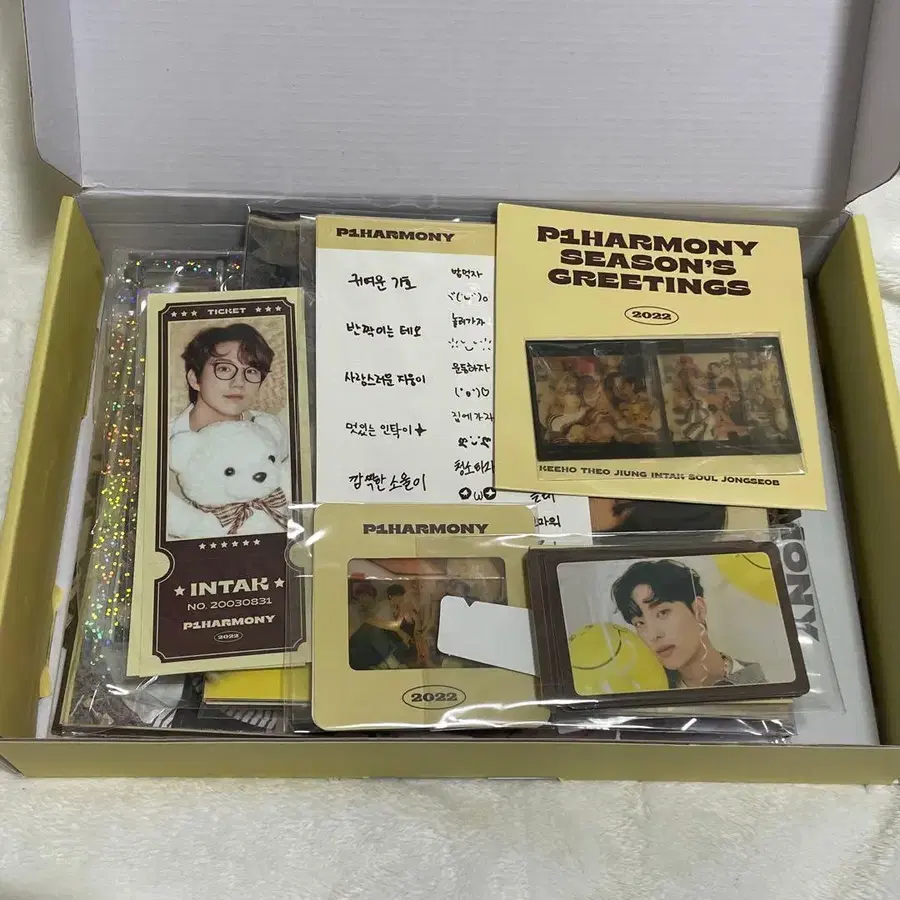 TICKET
INTAK
NO. 20030831
P1HARMONY
2022
P1HARMONY
귀여운 기호
밥먹자
반짝이는 테오
놀러가자
사랑스러운 지웅이
운동하자
멋있는 인탁이
집에가자
깜찍한 소울이
P1HARMONY
SEASON'S
GREETINGS
2022
KEEHO THEO JIUNG INTAK SOUL JONGSEOB
P1HARMONY
2022